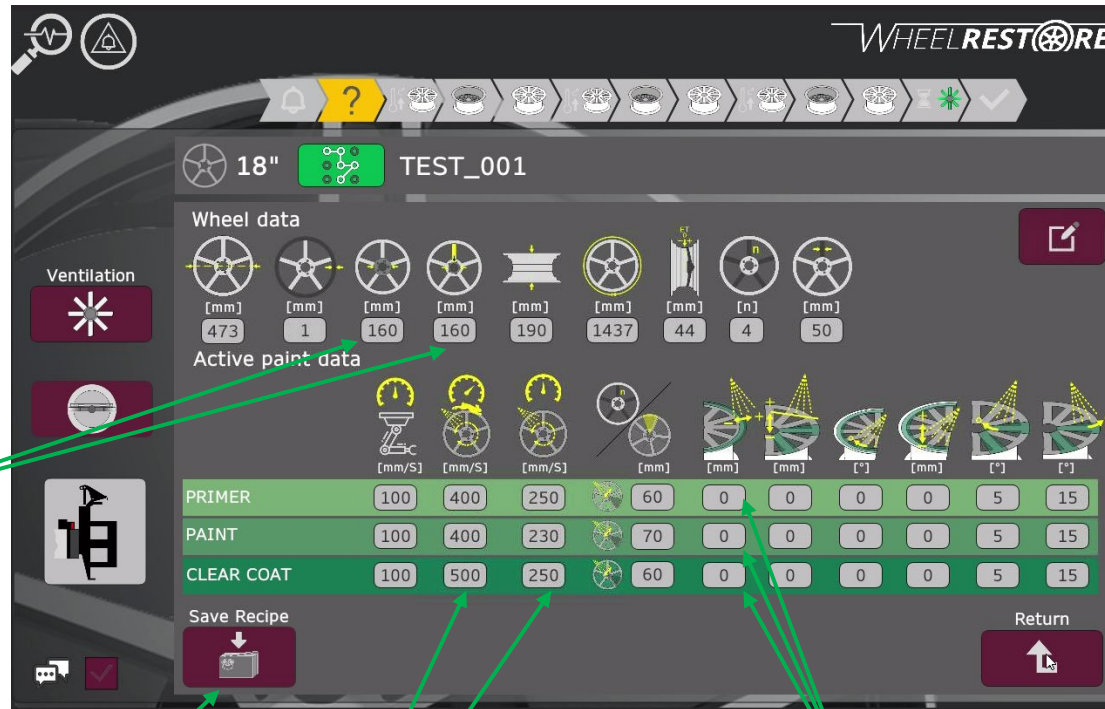 WHEELRESTORE
?
18" TEST_001
Wheel data
ET
n
[mm] [mm] [mm] [mm] [mm] [mm] [mm] [n] [mm]
473 1 160 160 190 1437 44 4 50
Ventilation
Active paint data
n
[mm/S] [mm/S] [mm/S] [mm] [mm] [mm] [°] [mm] [°] [°]
PRIMER 100 400 250 60 0 0 0 0 5 15
PAINT 100 400 230 70 0 0 0 0 5 15
CLEAR COAT 100 500 250 60 0 0 0 0 5 15
Save Recipe
Return